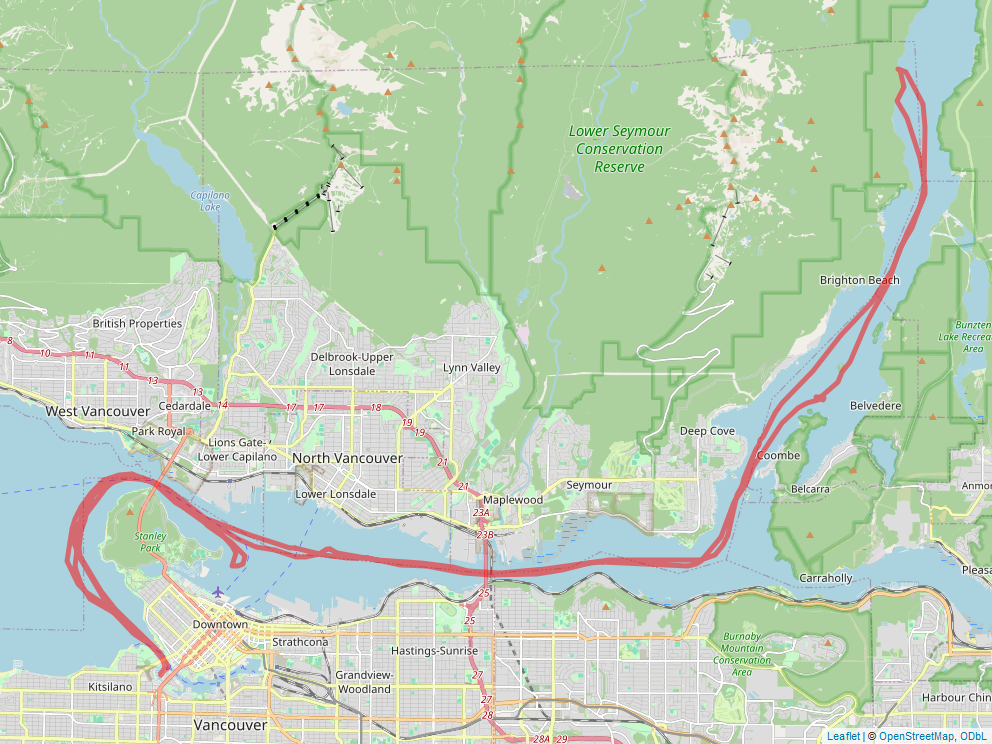 Lower Seymour
Conservation
Reserve
Capilano
Lake
Brighton Beach
British Properties
Buntzen
Lake Recrea
Area
8
10
11
11
13
13
14
17
17
18
19
19
21
21
Delbrook-Upper
Lonsdale
Lynn Valley
West Vancouver
Cedardale
Park Royal
Belvedere
Deep Cove
Lions Gate-
Lower Capilano
North Vancouver
Coombe
Lower Lonsdale
Maplewood
Seymour
Belcarra
Anmor
23A
23B
Stanley
Park
Carraholly
Pleasa
25
25
Downtown
Strathcona
Hastings-Sunrise
Burnaby
Mountain
Conservation
Area
Kitsilano
Grandview-
Woodland
27
27
28
28A
29
Harbour Chin
Vancouver
Leaflet | © OpenStreetMap, ODbL